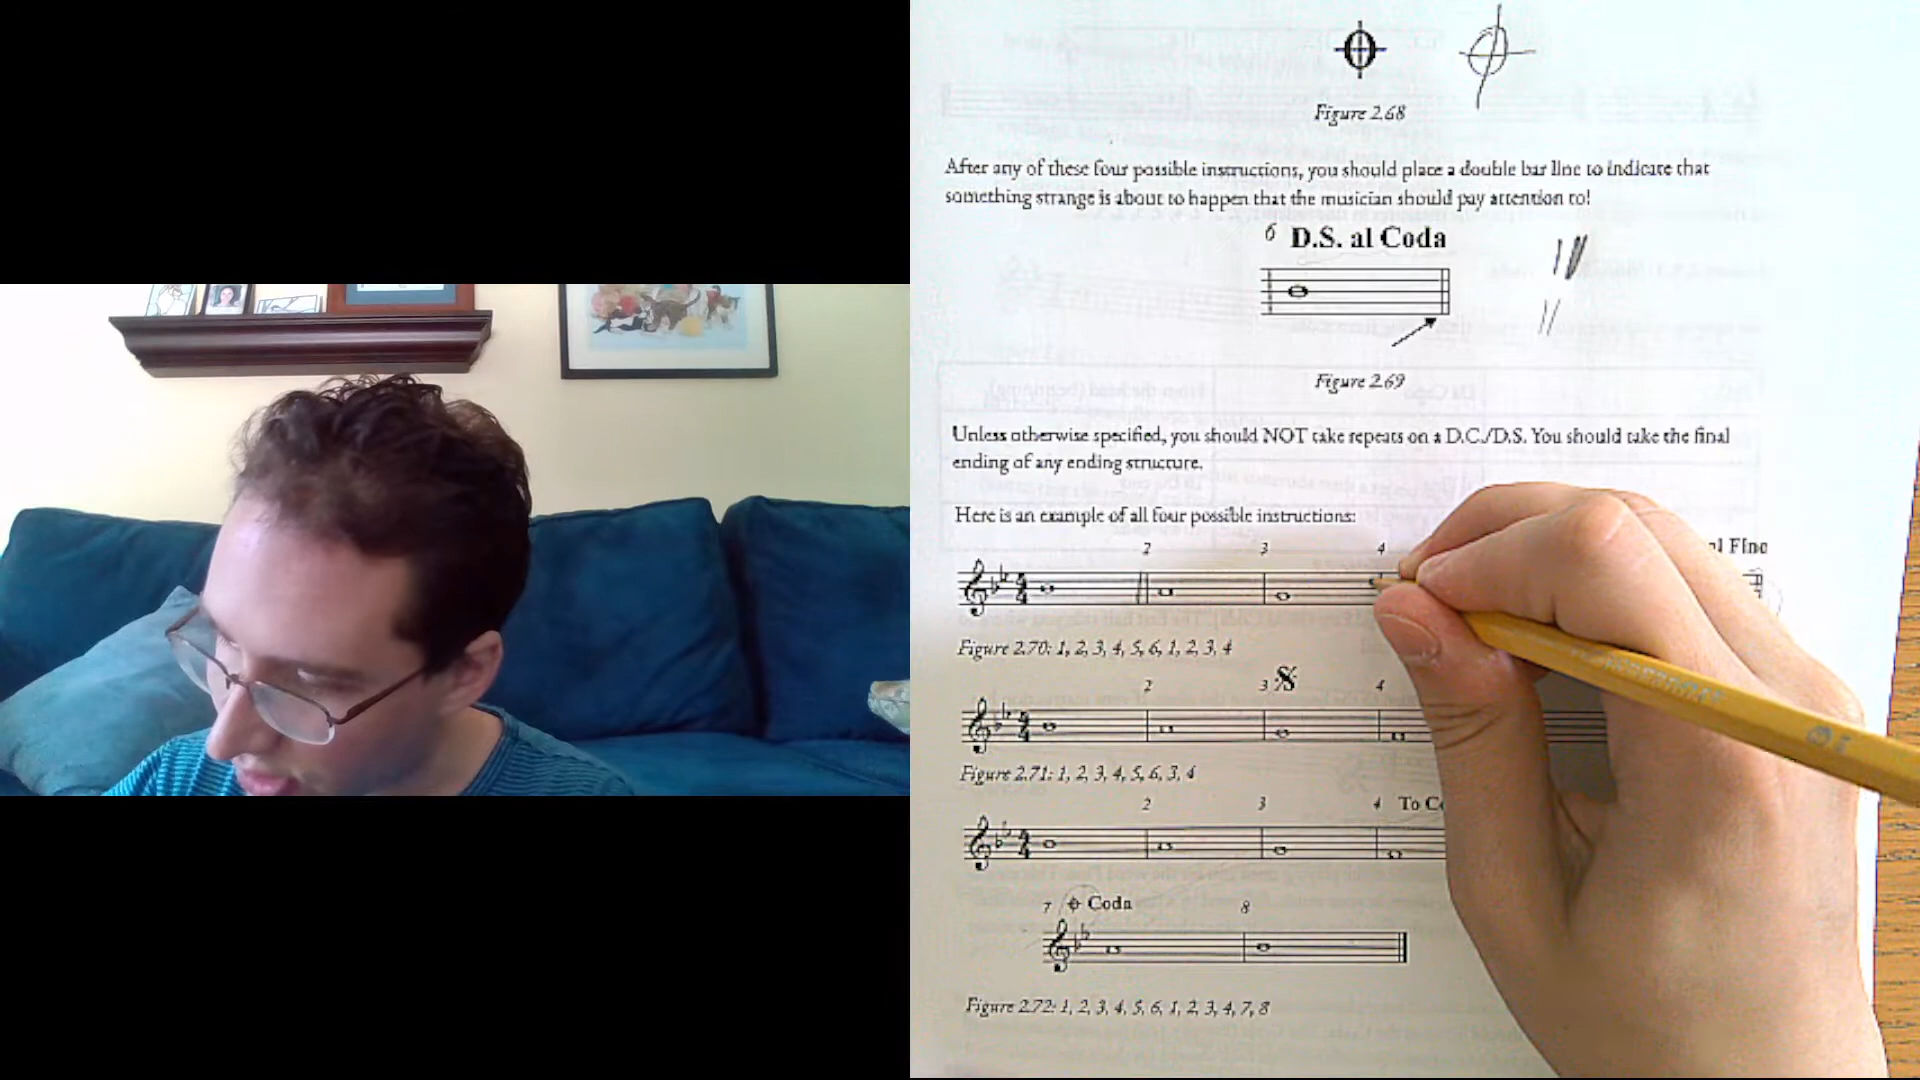 Figure 2.68
After any of these four possible instructions, you should place a double bar line to indicate that
something strange is about to happen that the musician should pay attention to!
6 D.S. al Coda
Figure 2.69
Unless otherwise specified, you should NOT take repeats on a D.C./D.S. You should take the final
ending of any ending structure.
Here is an example of all four possible instructions:
2 3 4 al Fine
Figure 2.70: 1, 2, 3, 4, 5, 6, 1, 2, 3, 4
2 3 4
Figure 2.71: 1, 2, 3, 4, 5, 6, 3, 4
2 3 4 To
7 Coda 8
Figure 2.72: 1, 2, 3, 4, 5, 6, 1, 2, 3, 4, 7, 8